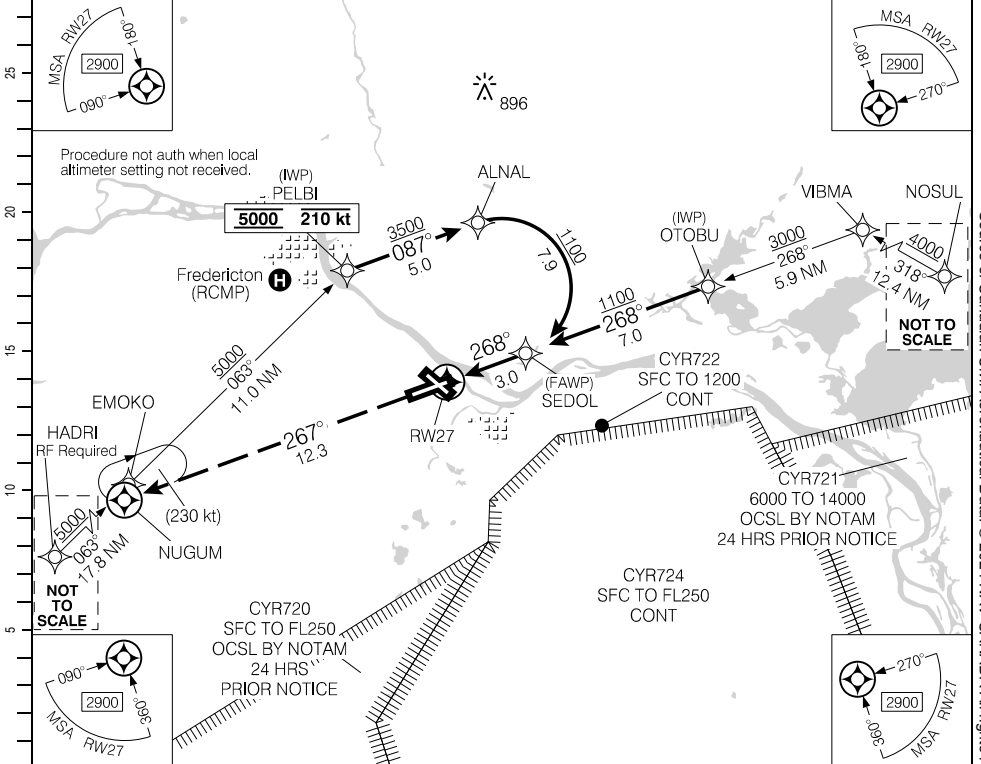 MSA RW27
180°
2900
090°
25
896
MSA RW27
180°
2900
270°
Procedure not auth when local
altimeter setting not received.
(IWP)
PELBI
5000 210 kt
ALNAL
VIBMA
NOSUL
20
3500
087°
5.0
1100
7.9
(IWP)
OTOBU
3000
268°
5.9 NM
4000
318°
12.4 NM
NOT TO
SCALE
Fredericton
(RCMP)
H
1100
268°
7.0
15
268°
3.0
(FAWP)
SEDOL
CYR722
SFC TO 1200
CONT
5000
063°
11.0 NM
RW27
EMOKO
HADRI
RF Required
267°
12.3
10
(230 kt)
NUGUM
5000
063°
17.8 NM
NOT
TO
SCALE
CYR721
6000 TO 14000
OCSL BY NOTAM
24 HRS PRIOR NOTICE
CYR724
SFC TO FL250
CONT
CYR720
SFC TO FL250
OCSL BY NOTAM
24 HRS
PRIOR NOTICE
5
090°
2900
360°
MSA RW27
270°
2900
360°
MSA RW27